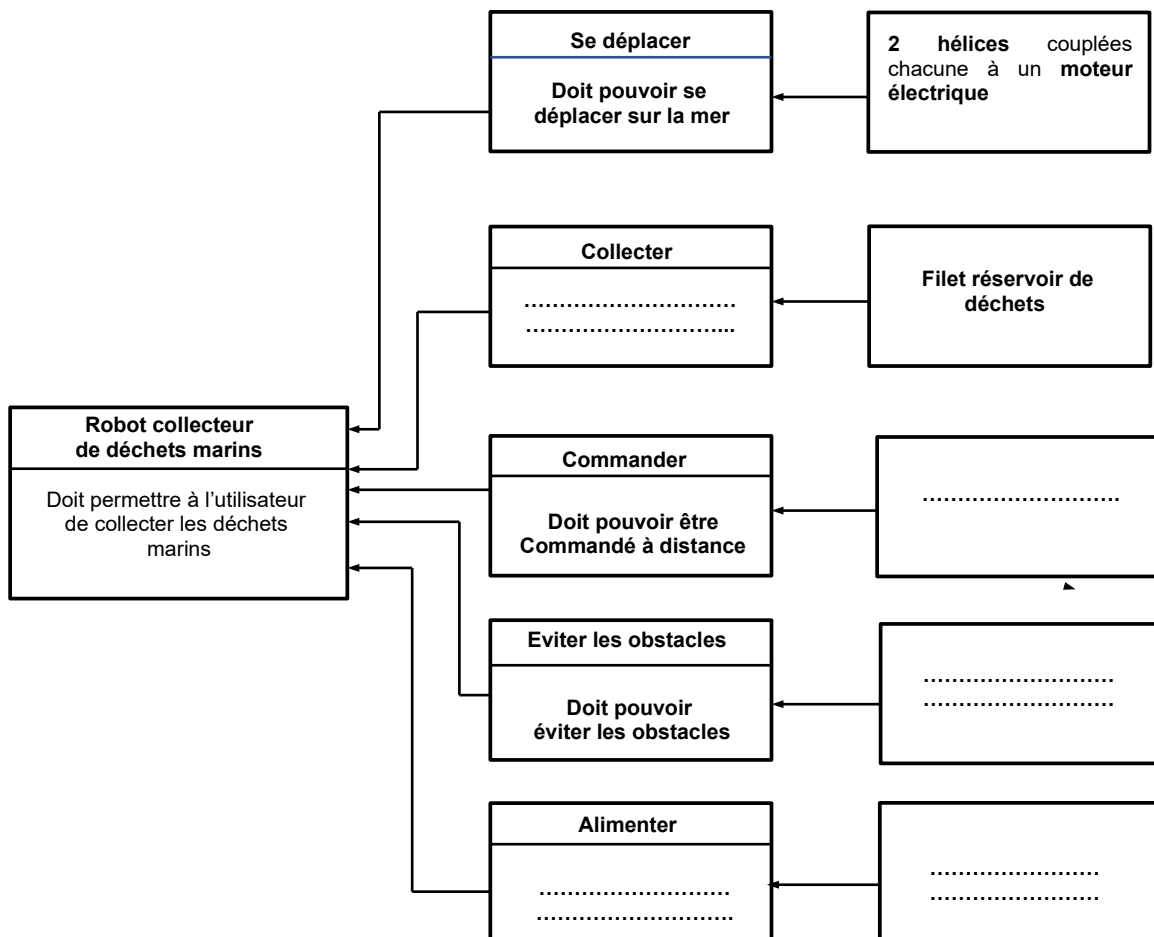 Se déplacer
Doit pouvoir se
déplacer sur la mer
2 hélices couplées
chacune à un moteur
électrique
Collecter
.................................
.................................
Filet réservoir de
déchets
Robot collecteur
de déchets marins
Doit permettre à l’utilisateur
de collecter les déchets
marins
Commander
Doit pouvoir être
Commandé à distance
.................................
Eviter les obstacles
Doit pouvoir
éviter les obstacles
.................................
.................................
Alimenter
.................................
.................................
.................................
.................................